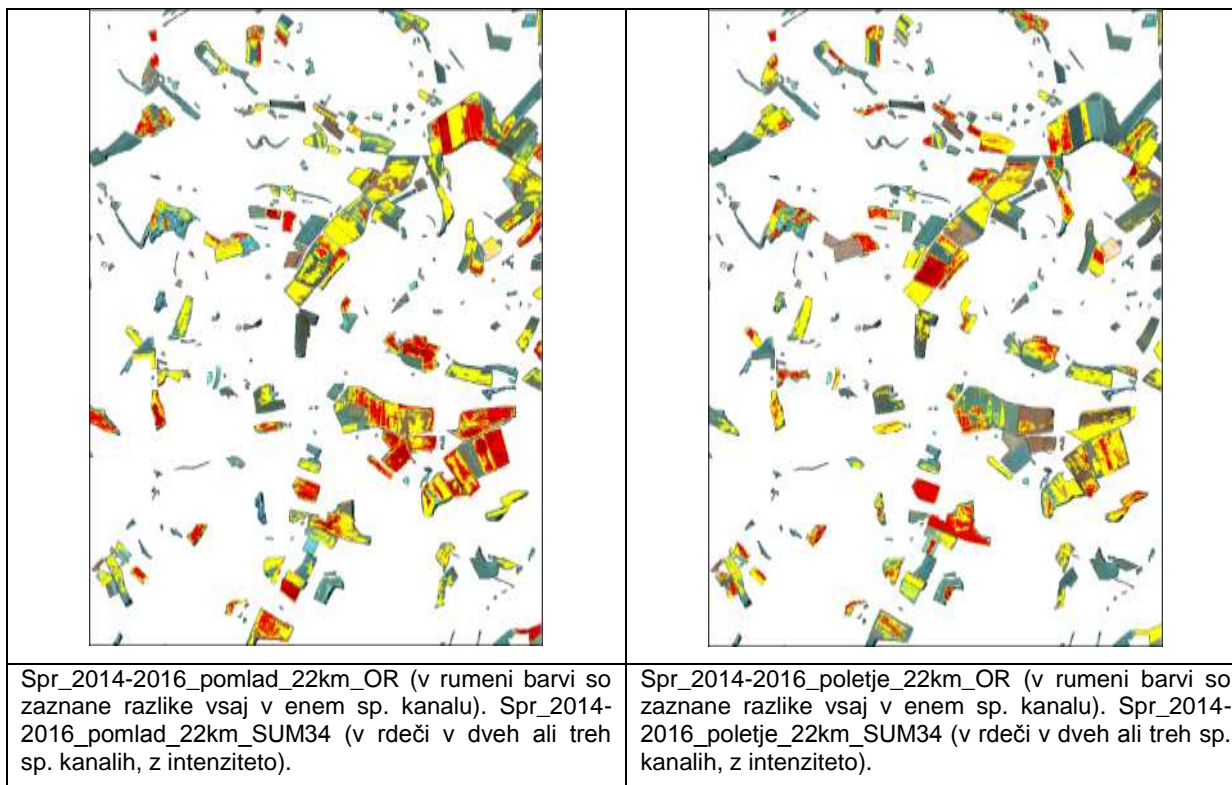 Spr_2014-2016_pomlad_22km_OR (v rumeni barvi so
zaznane razlike vsaj v enem sp. kanalu). Spr_2014-
2016_pomlad_22km_SUM34 (v rdeči v dveh ali treh
sp. kanalih, z intenziteto).
Spr_2014-2016_poletje_22km_OR (v rumeni barvi so
zaznane razlike vsaj v enem sp. kanalu). Spr_2014-
2016_poletje_22km_SUM34 (v rdeči v dveh ali treh sp.
kanalih, z intenziteto).